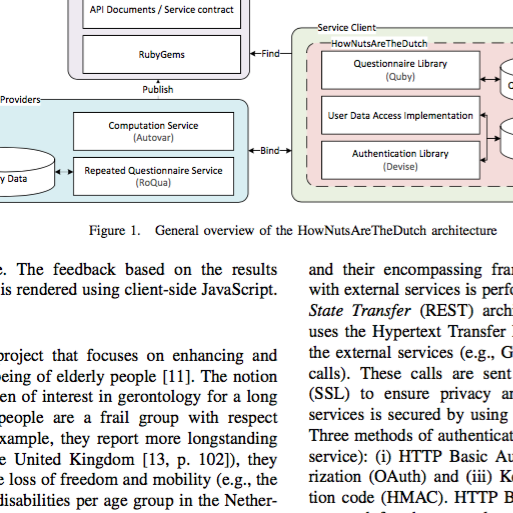 API Documents / Service contract
RubyGems
Publish
Providers
Computation Service
(Autovar)
Repeated Questionnaire Service
(RoQua)
y Data
Find
Bind
Service Client
HowNutsAreTheDutch
Questionnaire Library
(Quby)
User Data Access Implementation
Authentication Library
(Devise)
Figure 1. General overview of the HowNutsAreTheDutch architecture
e. The feedback based on the results
is rendered using client-side JavaScript.
project that focuses on enhancing and
being of elderly people [11]. The notion
en of interest in gerontology for a long
people are a frail group with respect
xample, they report more longstanding
e United Kingdom [13, p. 102]), they
e loss of freedom and mobility (e.g., the
disabilities per age group in the Nether-
and their encompassing fra
with external services is perfo
State Transfer (REST) archi
uses the Hypertext Transfer
the external services (e.g., G
calls). These calls are sent
(SSL) to ensure privacy a
services is secured by using
Three methods of authenticat
service): (i) HTTP Basic Au
rization (OAuth) and (iii) K
tion code (HMAC). HTTP B